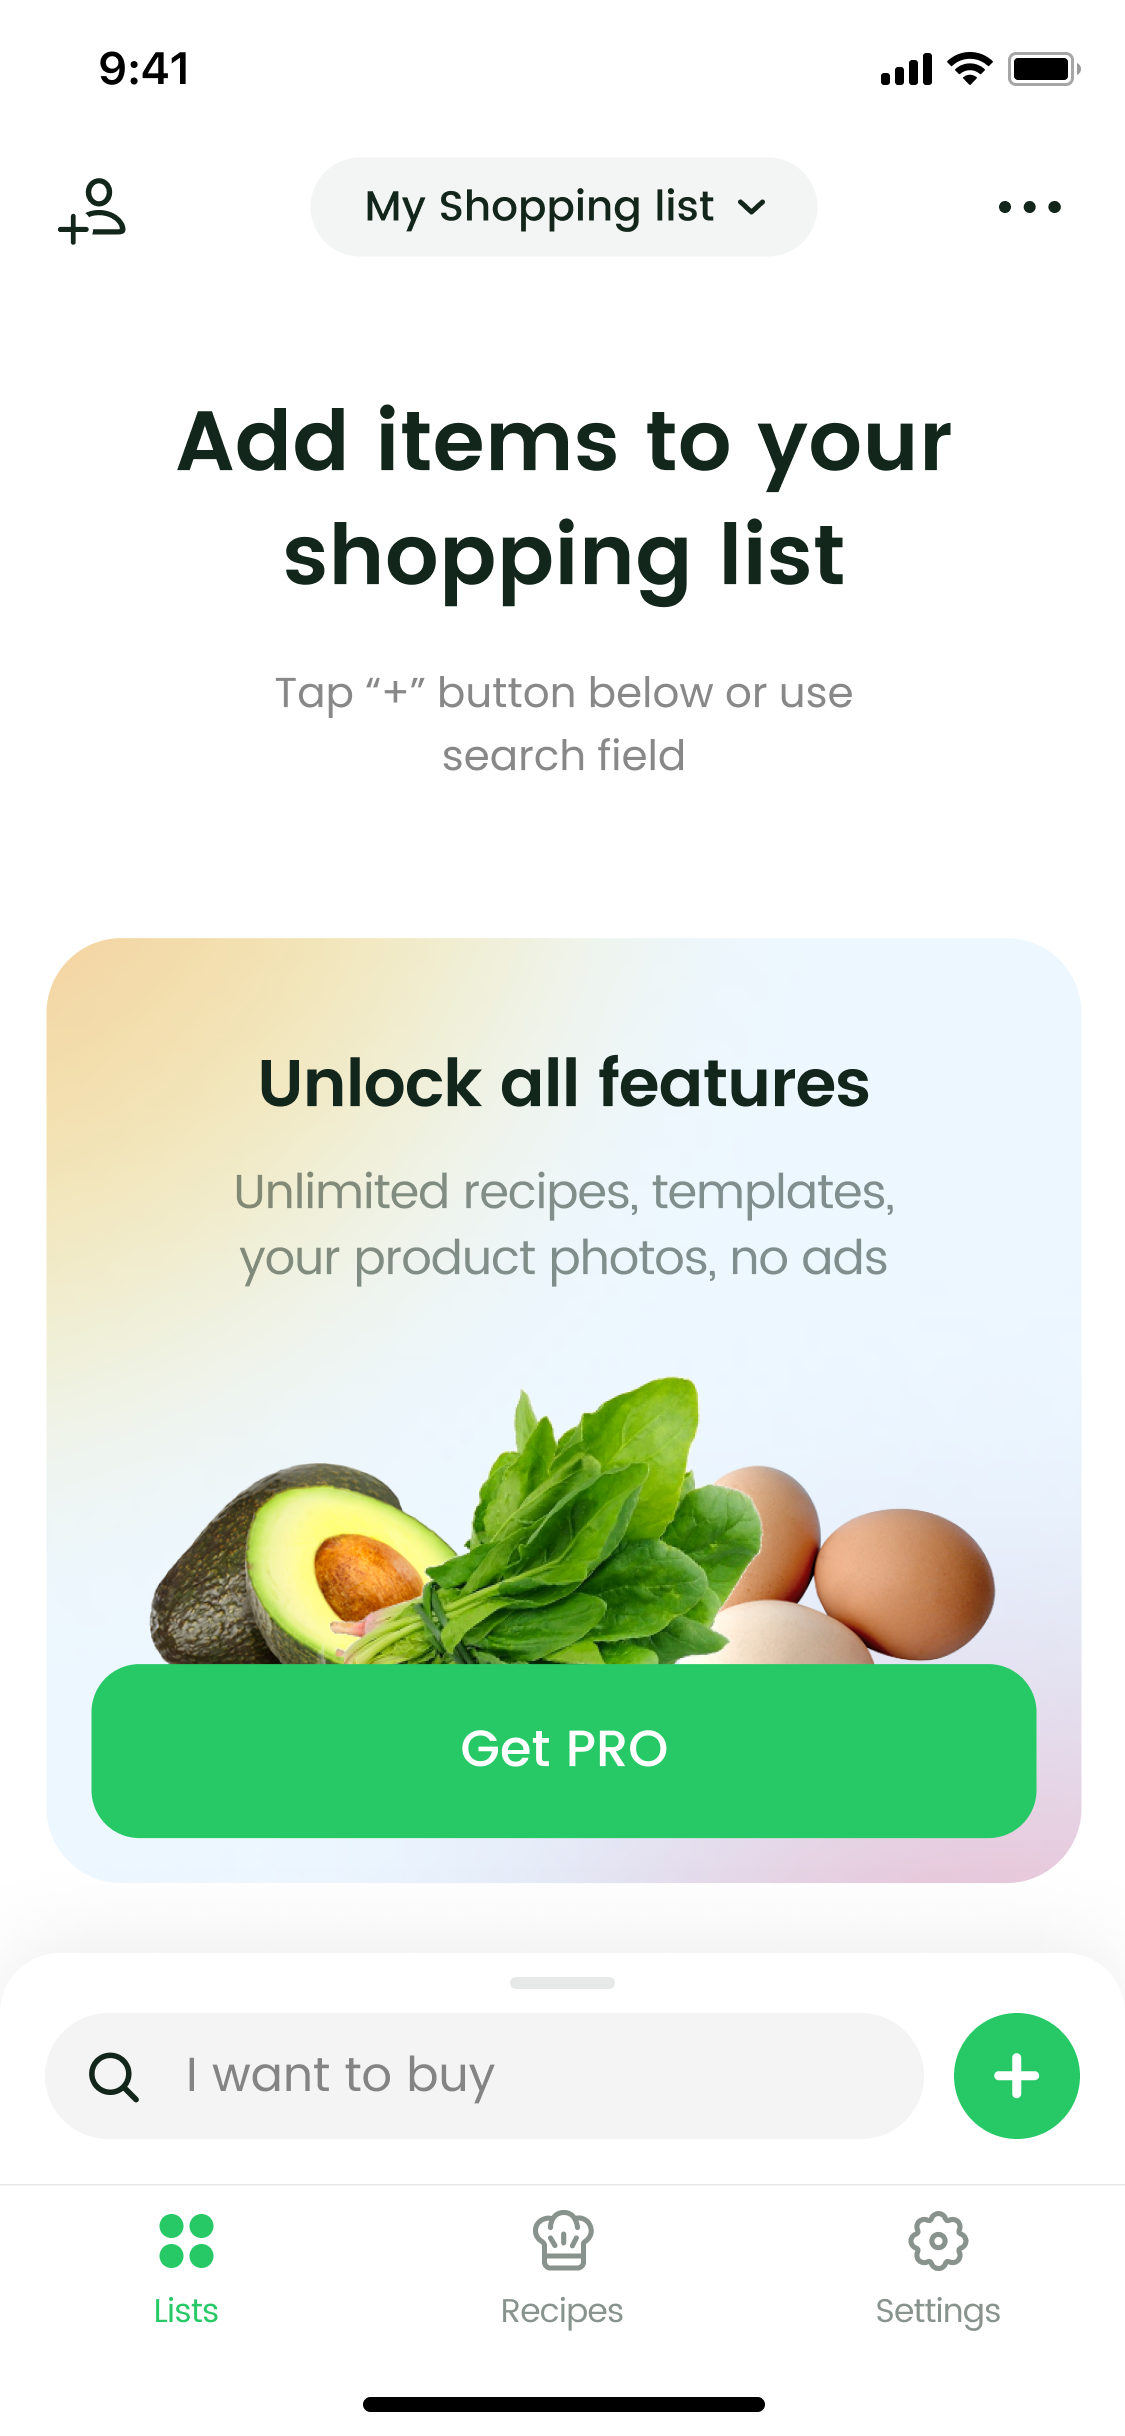 9:41
My Shopping list
Add items to your
shopping list
Tap “+” button below or use
search field
Unlock all features
Unlimited recipes, templates,
your product photos, no ads
Get PRO
I want to buy
Lists
Recipes
Settings